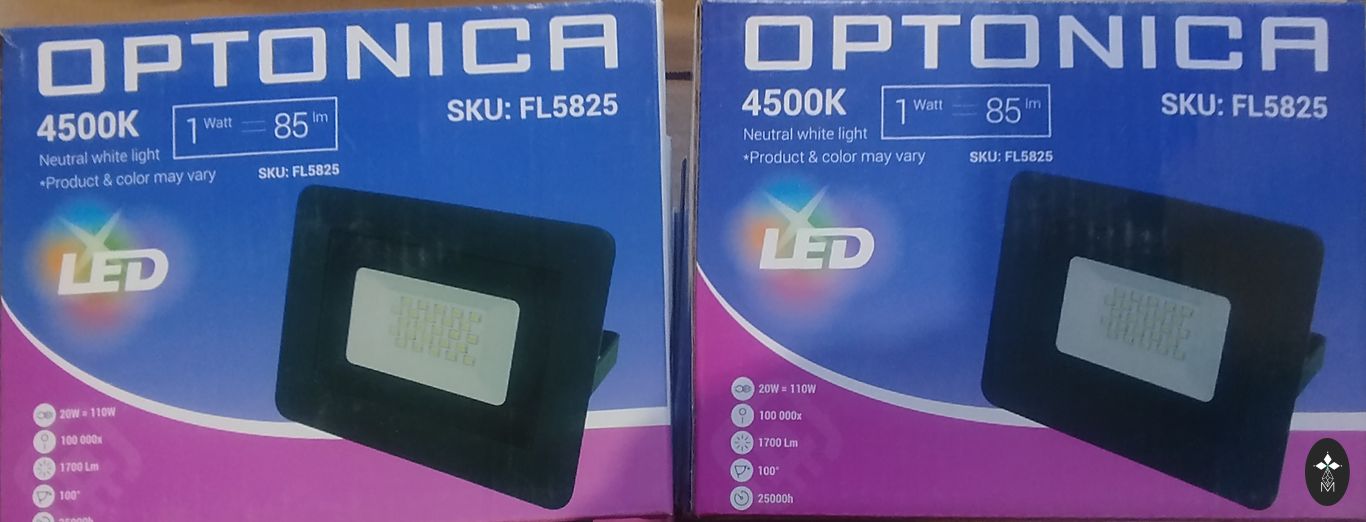 OPTONICA
4500K
1 Watt = 85 lm
SKU: FL5825
Neutral white light
*Product & color may vary
SKU: FL5825
LED
20W = 110W
100 000x
1700 Lm
100°
25000h
OPTONICA
4500K
1 Watt = 85 lm
SKU: FL5825
Neutral white light
*Product & color may vary
SKU: FL5825
LED
20W = 110W
100 000x
1700 Lm
100°
25000h
M